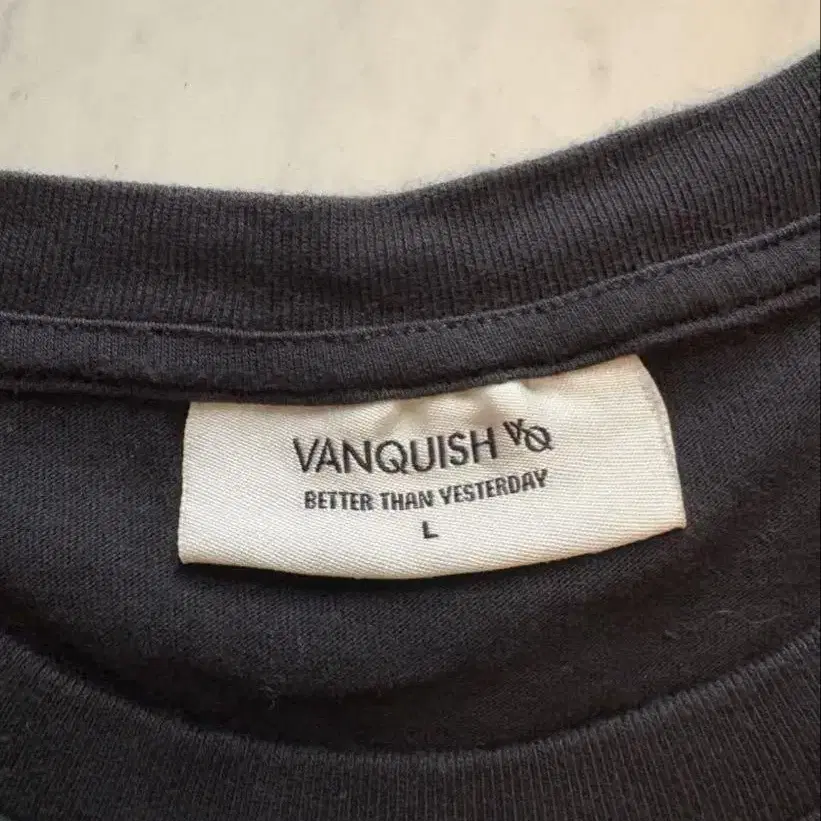 VANQUISH VQ
BETTER THAN YESTERDAY
L